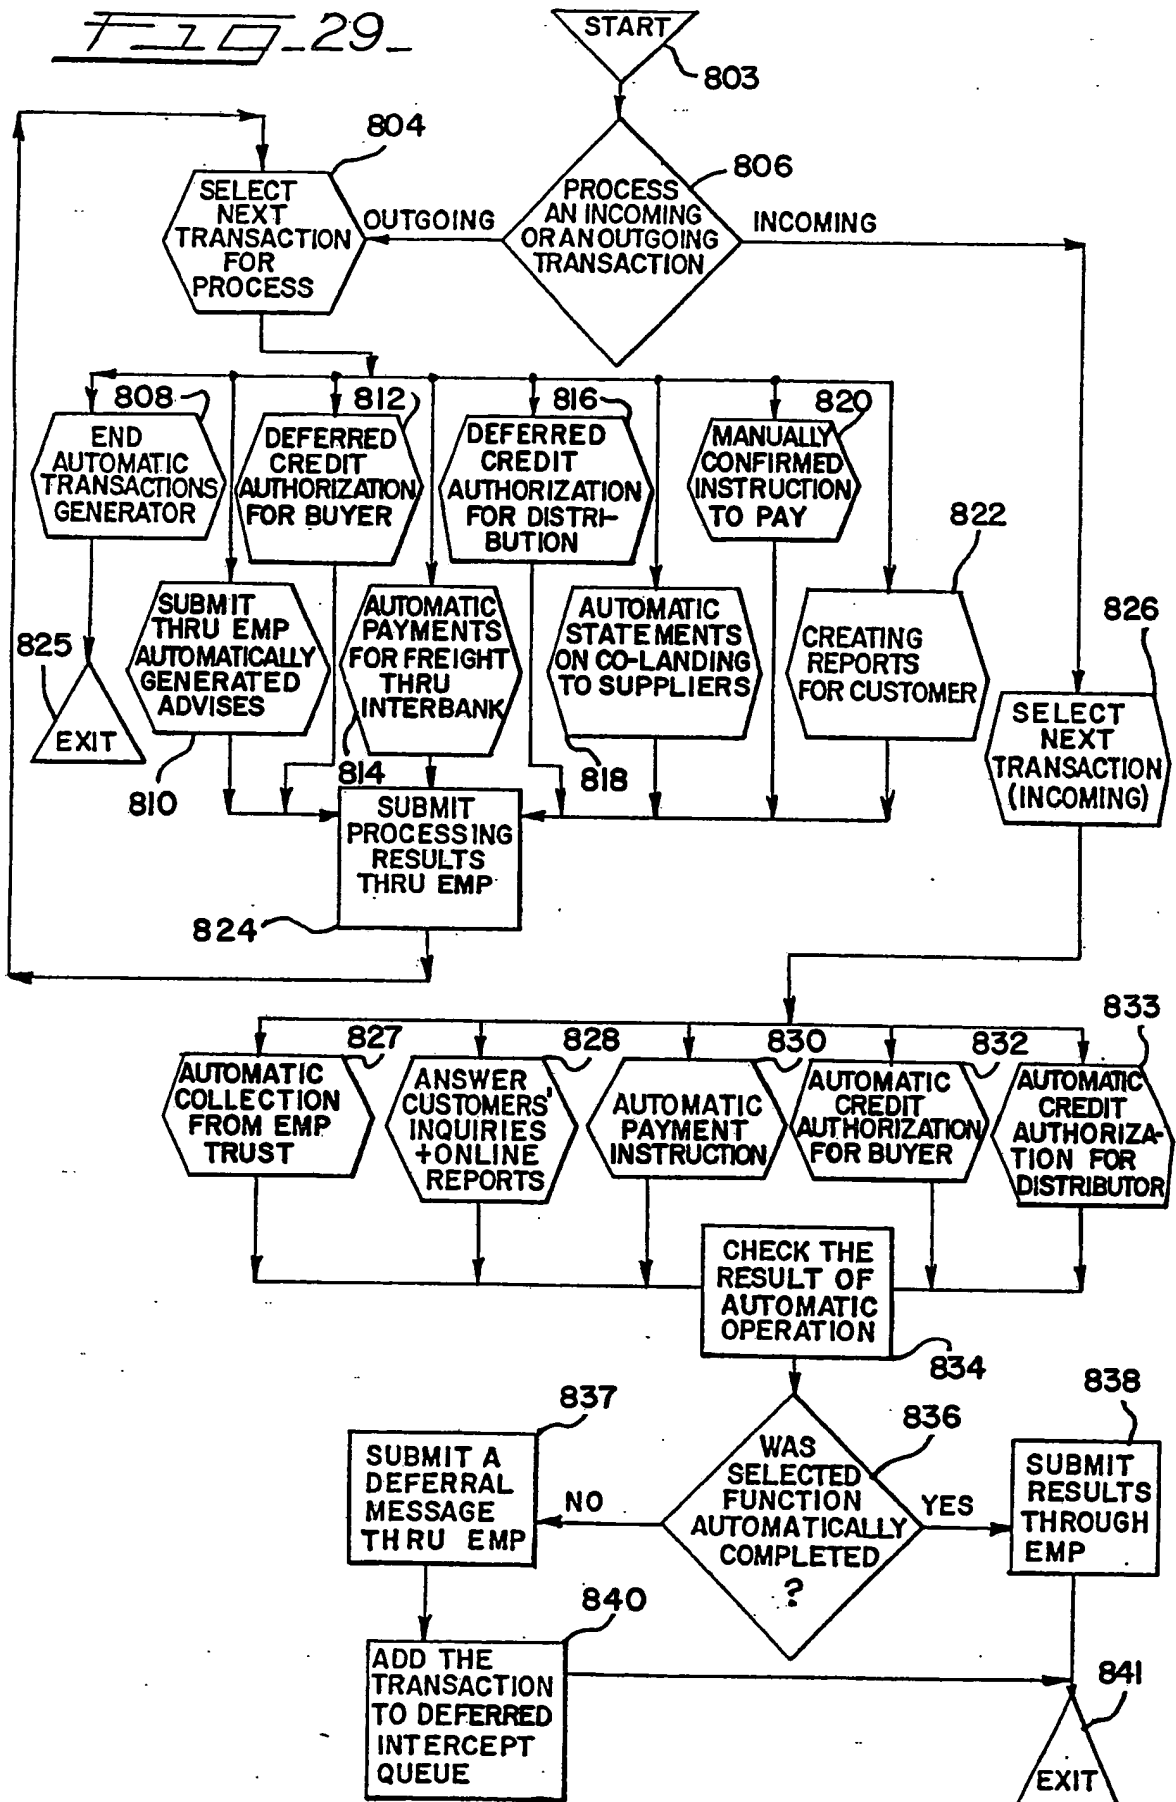 FIG_29_
START
803
804
806
SELECT
NEXT
TRANSACTION
FOR
PROCESS
OUTGOING
PROCESS
AN INCOMING
OR AN OUTGOING
TRANSACTION
INCOMING
808
812
816
820
END
AUTOMATIC
TRANSACTIONS
GENERATOR
DEFERRED
CREDIT
AUTHORIZATION
FOR BUYER
DEFERRED
CREDIT
AUTHORIZATION
FOR DISTRI-
BUTION
MANUALLY
CONFIRMED
INSTRUCTION
TO PAY
822
825
EXIT
SUBMIT
THRU EMP
AUTOMATICALLY
GENERATED
ADVISES
810
AUTOMATIC
PAYMENTS
FOR FREIGHT
THRU
INTERBANK
814
AUTOMATIC
STATEMENTS
ON CO-LANDING
TO SUPPLIERS
818
CREATING
REPORTS
FOR CUSTOMER
826
SELECT
NEXT
TRANSACTION
(INCOMING)
SUBMIT
PROCESSING
RESULTS
THRU EMP
824
827
828
830
832
833
AUTOMATIC
COLLECTION
FROM EMP
TRUST
ANSWER
CUSTOMERS'
INQUIRIES
+ONLINE
REPORTS
AUTOMATIC
PAYMENT
INSTRUCTION
AUTOMATIC
CREDIT
AUTHORIZATION
FOR BUYER
AUTOMATIC
CREDIT
AUTHORIZA-
TION FOR
DISTRIBUTOR
CHECK THE
RESULT OF
AUTOMATIC
OPERATION
834
837
836
838
SUBMIT A
DEFERRAL
MESSAGE
THRU EMP
NO
WAS
SELECTED
FUNCTION
AUTOMATICALLY
COMPLETED
?
YES
SUBMIT
RESULTS
THROUGH
EMP
840
ADD THE
TRANSACTION
TO DEFERRED
INTERCEPT
QUEUE
841
EXIT